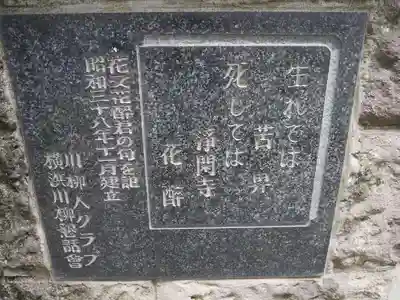 生れては
苦界
死しては
浄閑寺
花酔
花又花酔君の句を記
昭和三十八年十一月建立
川柳人クラブ
横浜川柳懇話會